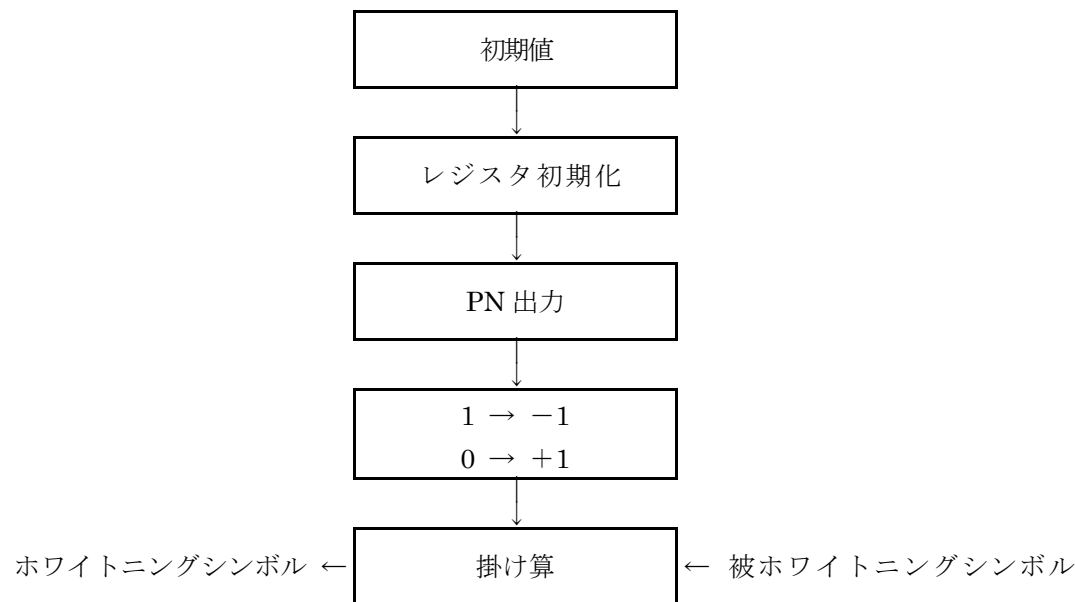 初期値
レジスタ初期化
PN 出力
1 → －1
0 → ＋1
ホワイトニングシンボル ← 掛け算 ← 被ホワイトニングシンボル